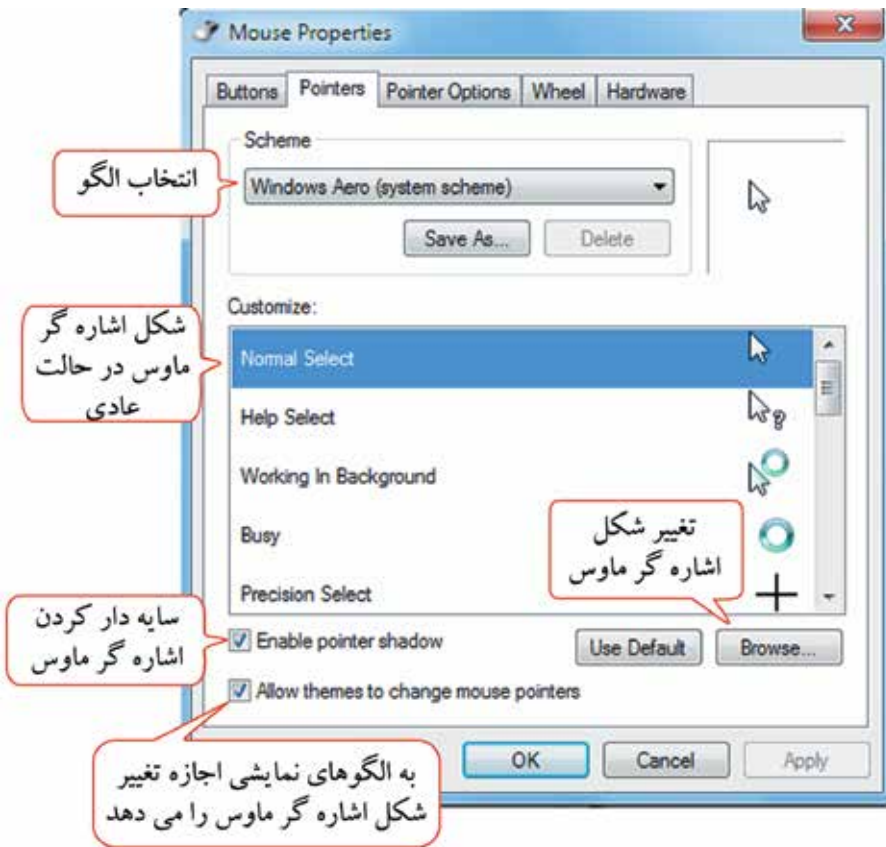 Mouse Properties
Buttons Pointers Pointer Options Wheel Hardware
Scheme
انتخاب الگو
Windows Aero (system scheme)
Save As... Delete
Customize:
شکل اشاره گر
ماوس در حالت
عادی
Normal Select
Help Select
Working In Background
Busy
Precision Select
تغییر شکل
اشاره گر ماوس
سایه دار کردن
اشاره گر ماوس
Enable pointer shadow
Use Default Browse...
Allow themes to change mouse pointers
به الگوهای نمایشی اجازه تغییر
شکل اشاره گر ماوس را می دهد
OK Cancel Apply